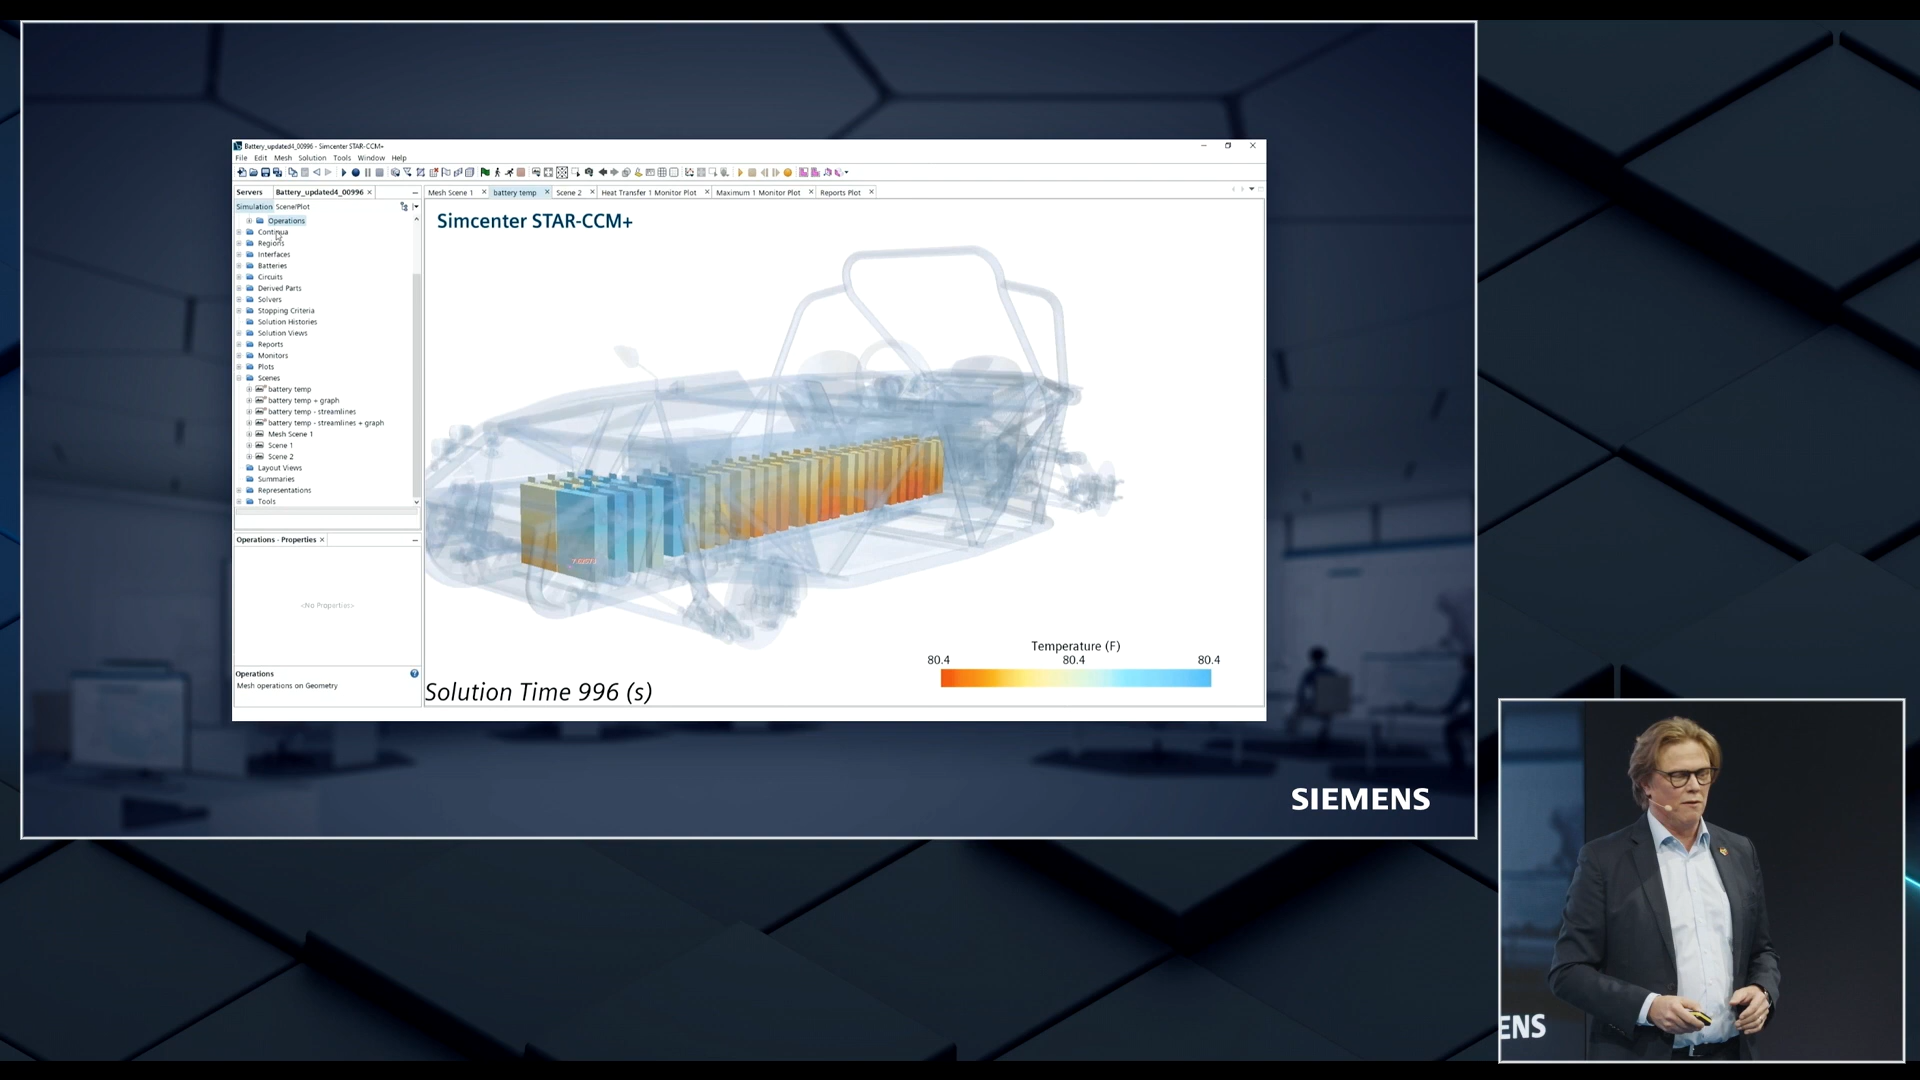 Battery_updated4_00996 - Simcenter STAR-CCM+
File Edit Mesh Solution Tools Window Help
Servers Battery_updated4_00996
Mesh Scene 1 battery temp Scene 2 Heat Transfer 1 Monitor Plot Maximum 1 Monitor Plot Reports Plot
Simulation Scene/Plot
Operations
Continua
Regions
Interfaces
Batteries
Circuits
Derived Parts
Solvers
Stopping Criteria
Solution Histories
Solution Views
Reports
Monitors
Plots
Scenes
battery temp
battery temp + graph
battery temp - streamlines
battery temp - streamlines + graph
Mesh Scene 1
Scene 1
Scene 2
Layout Views
Summaries
Representations
Tools
Operations - Properties
<No Properties>
Operations
Mesh operations on Geometry
Simcenter STAR-CCM+
Temperature (F)
80.4 80.4 80.4
Solution Time 996 (s)
SIEMENS
ENS